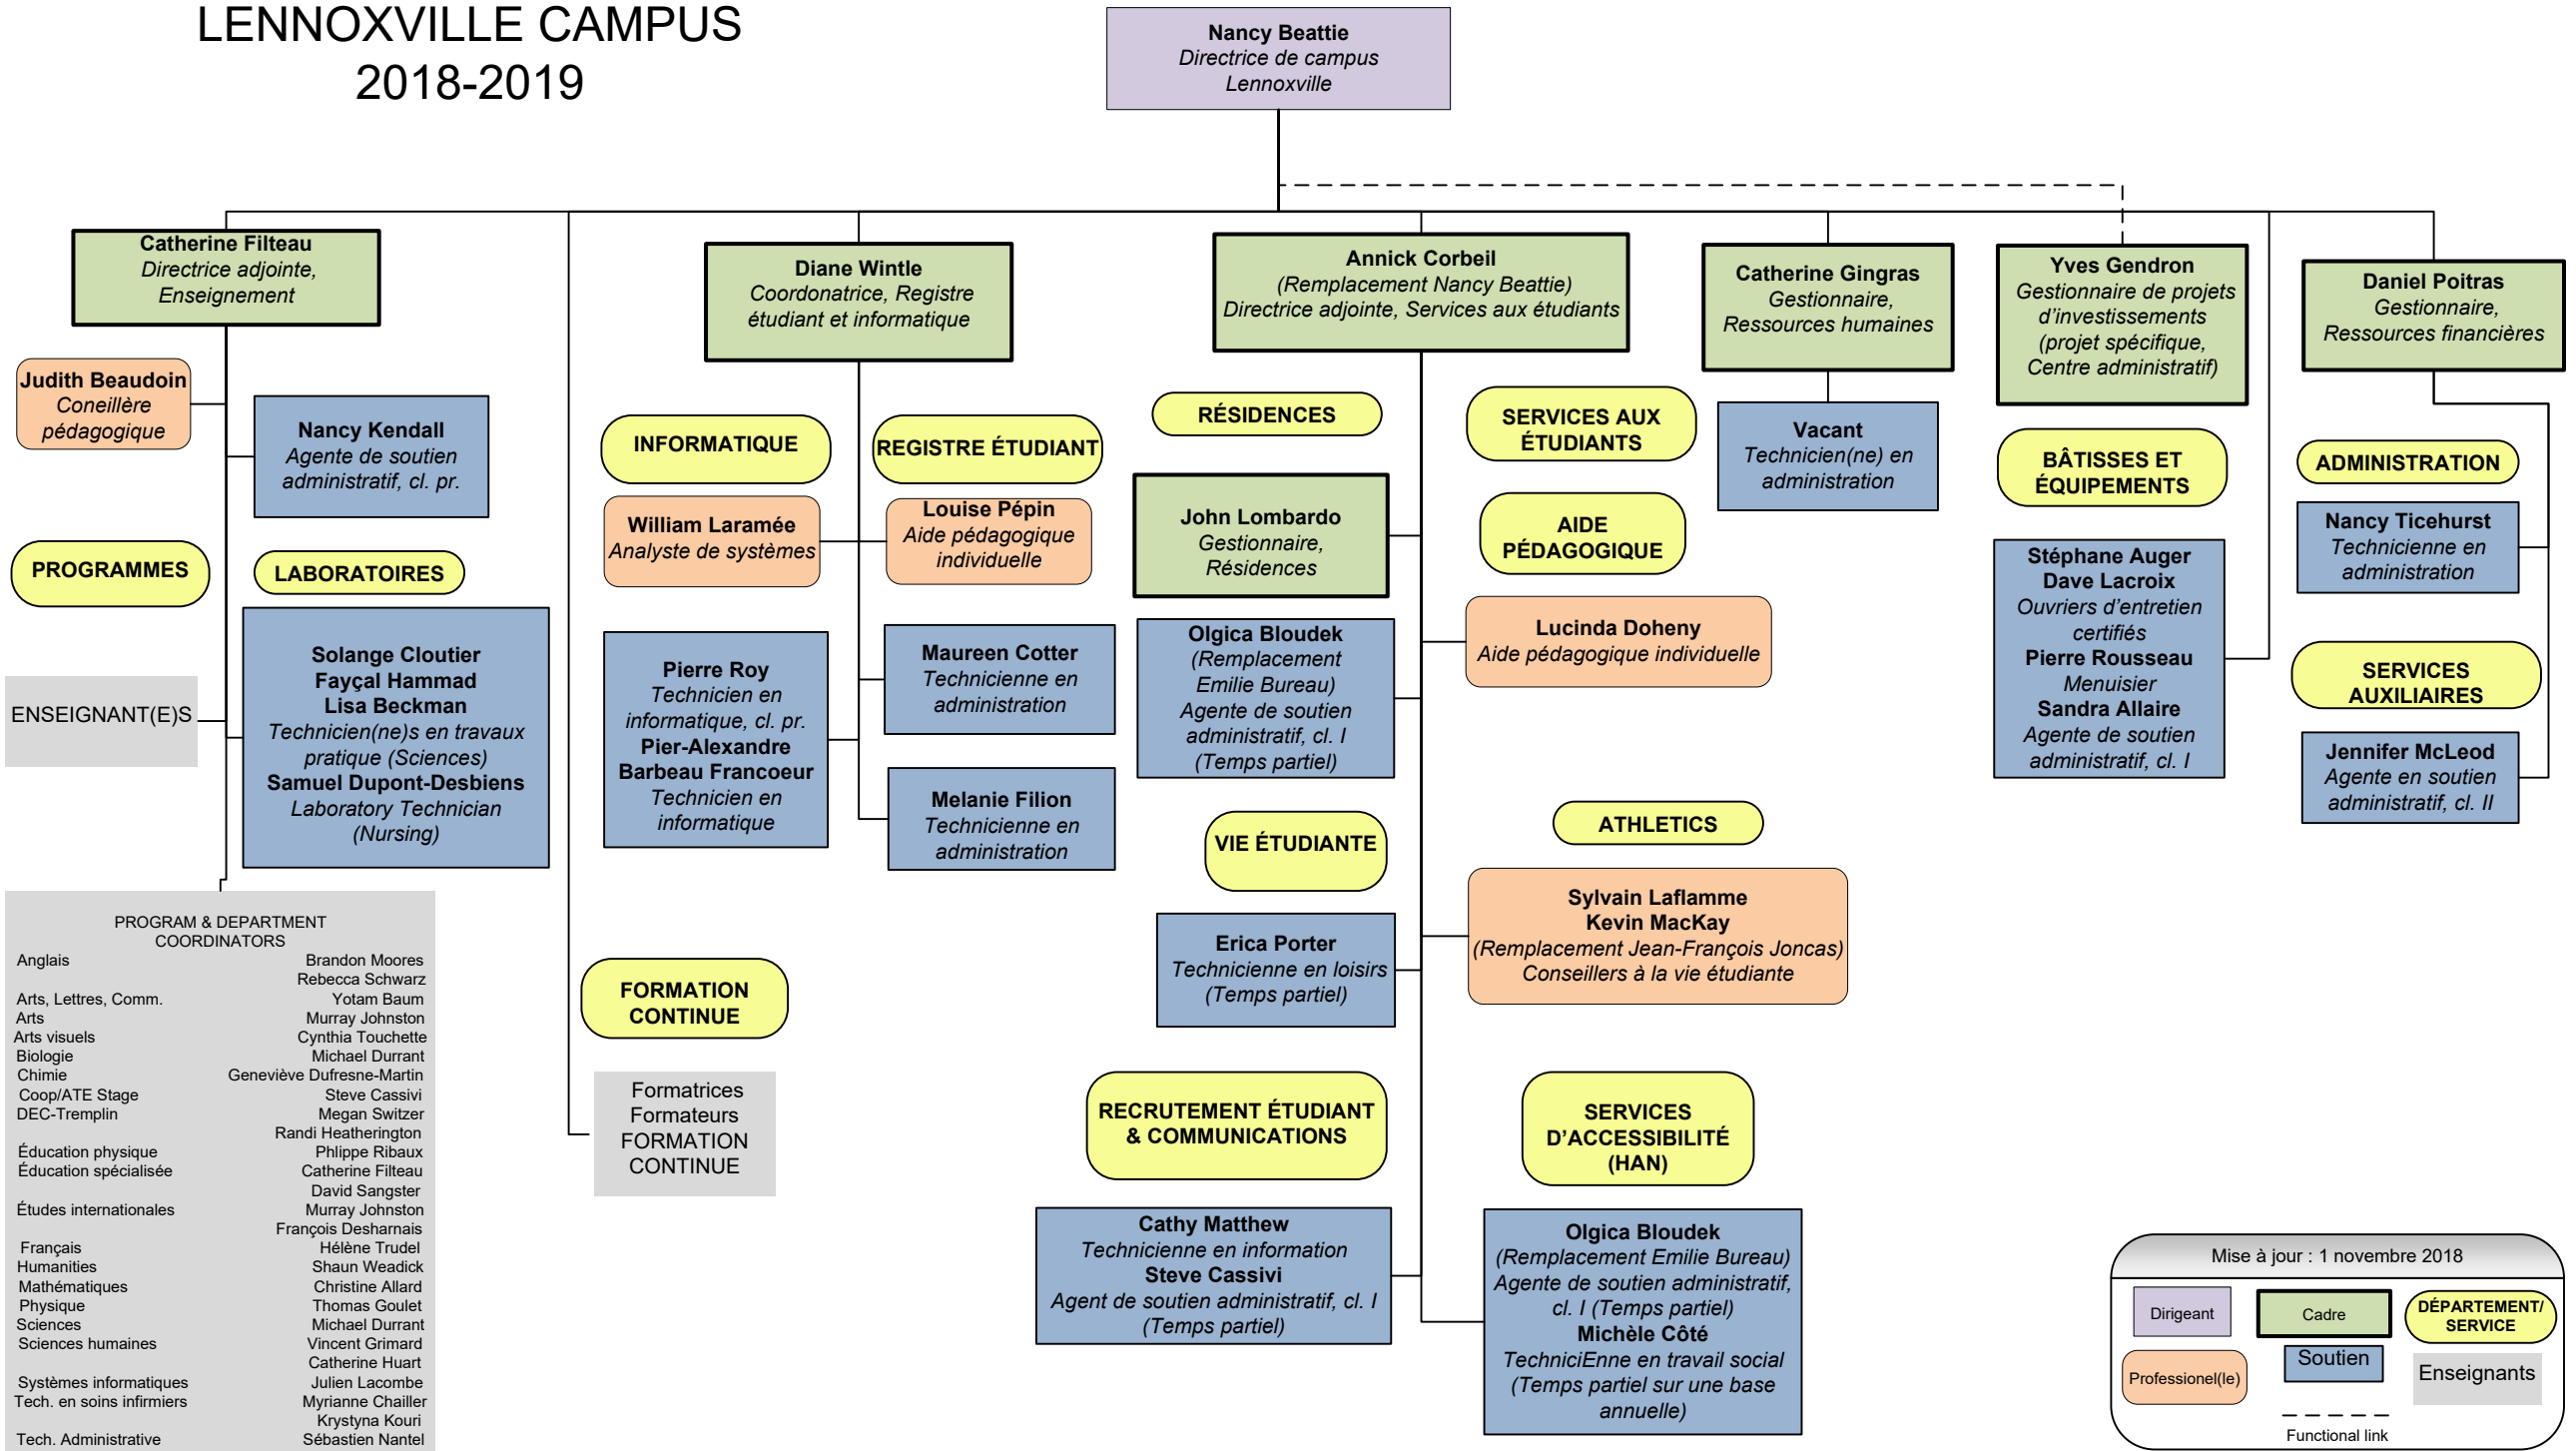 LENNOXVILLE CAMPUS
2018-2019
Nancy Beattie
Directrice de campus
Lennoxville
Catherine Filteau
Directrice adjointe,
Enseignement
Judith Beaudoin
Coneillère
pédagogique
Nancy Kendall
Agente de soutien
administratif, cl. pr.
PROGRAMMES
LABORATOIRES
ENSEIGNANT(E)S
Solange Cloutier
Fayçal Hammad
Lisa Beckman
Technicien(ne)s en travaux
pratique (Sciences)
Samuel Dupont-Desbiens
Laboratory Technician
(Nursing)
PROGRAM & DEPARTMENT
COORDINATORS
Anglais Brandon Moores
Rebecca Schwarz
Arts, Lettres, Comm. Yotam Baum
Arts Murray Johnston
Arts visuels Cynthia Touchette
Biologie Michael Durrant
Chimie Geneviève Dufresne-Martin
Coop/ATE Stage Steve Cassivi
DEC-Tremplin Megan Switzer
Randi Heatherington
Éducation physique Phlippe Ribaux
Éducation spécialisée Catherine Filteau
David Sangster
Études internationales Murray Johnston
François Desharnais
Français Hélène Trudel
Humanities Shaun Weadick
Mathématiques Christine Allard
Physique Thomas Goulet
Sciences Michael Durrant
Sciences humaines Vincent Grimard
Catherine Huart
Systèmes informatiques Julien Lacombe
Tech. en soins infirmiers Myrianne Chailler
Krystyna Kouri
Tech. Administrative Sébastien Nantel
FORMATION
CONTINUE
Formatrices
Formateurs
FORMATION
CONTINUE
Diane Wintle
Coordonatrice, Registre
étudiant et informatique
INFORMATIQUE
William Laramée
Analyste de systèmes
Pierre Roy
Technicien en
informatique, cl. pr.
Pier-Alexandre
Barbeau Francoeur
Technicien en
informatique
REGISTRE ÉTUDIANT
Louise Pépin
Aide pédagogique
individuelle
Maureen Cotter
Technicienne en
administration
Melanie Filion
Technicienne en
administration
Annick Corbeil
(Remplacement Nancy Beattie)
Directrice adjointe, Services aux étudiants
RÉSIDENCES
John Lombardo
Gestionnaire,
Résidences
Olgica Bloudek
(Remplacement
Emilie Bureau)
Agente de soutien
administratif, cl. I
(Temps partiel)
VIE ÉTUDIANTE
Erica Porter
Technicienne en loisirs
(Temps partiel)
RECRUTEMENT ÉTUDIANT
& COMMUNICATIONS
Cathy Matthew
Technicienne en information
Steve Cassivi
Agent de soutien administratif, cl. I
(Temps partiel)
SERVICES AUX
ÉTUDIANTS
AIDE
PÉDAGOGIQUE
Lucinda Doheny
Aide pédagogique individuelle
ATHLETICS
Sylvain Laflamme
Kevin MacKay
(Remplacement Jean-François Joncas)
Conseillers à la vie étudiante
SERVICES
D’ACCESSIBILITÉ
(HAN)
Olgica Bloudek
(Remplacement Emilie Bureau)
Agente de soutien administratif,
cl. I (Temps partiel)
Michèle Côté
TechniciEnne en travail social
(Temps partiel sur une base
annuelle)
Catherine Gingras
Gestionnaire,
Ressources humaines
Vacant
Technicien(ne) en
administration
Yves Gendron
Gestionnaire de projets
d’investissements
(projet spécifique,
Centre administratif)
BÂTISSES ET
ÉQUIPEMENTS
Stéphane Auger
Dave Lacroix
Ouvriers d’entretien
certifiés
Pierre Rousseau
Menuisier
Sandra Allaire
Agente de soutien
administratif, cl. I
Daniel Poitras
Gestionnaire,
Ressources financières
ADMINISTRATION
Nancy Ticehurst
Technicienne en
administration
SERVICES
AUXILIAIRES
Jennifer McLeod
Agente en soutien
administratif, cl. II
Mise à jour : 1 novembre 2018
Dirigeant
Cadre
DÉPARTEMENT/
SERVICE
Professionel(le)
Soutien
Enseignants
Functional link